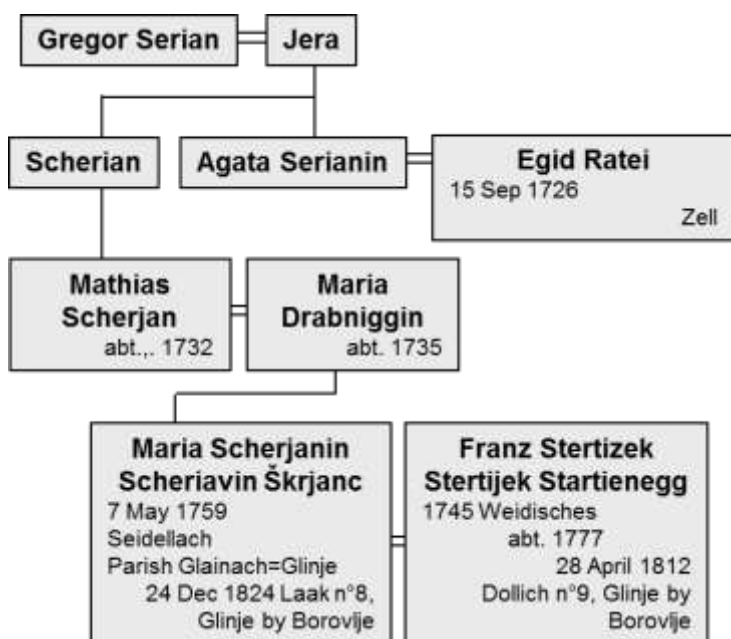 Gregor Serian
Jera
Scherian
Agata Serianin
Egid Ratei
15 Sep 1726
Zell
Mathias
Scherjan
abt.,. 1732
Maria
Drabniggin
abt. 1735
Maria Scherjanin
Scheriavin Škrjanc
7 May 1759
Seidellach
Parish Glainach=Glinje
24 Dec 1824 Laak n°8,
Glinje by Borovlje
Franz Stertizek
Stertijek Startienegg
1745 Weidisches
abt. 1777
28 April 1812
Dollich n°9, Glinje by
Borovlje